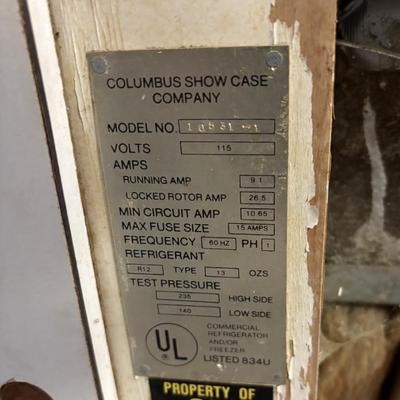 COLUMBUS SHOW CASE
COMPANY
MODEL NO. 10531-1
VOLTS 115
AMPS
RUNNING AMP 9.1
LOCKED ROTOR AMP 26.5
MIN CIRCUIT AMP 10.65
MAX FUSE SIZE 15 AMPS
FREQUENCY 60 HZ PH 1
REFRIGERANT
R12 TYPE 13 OZS
TEST PRESSURE
235 HIGH SIDE
140 LOW SIDE
UL ®
COMMERCIAL
REFRIGERATOR
AND/OR
FREEZER
LISTED 834U
PROPERTY OF